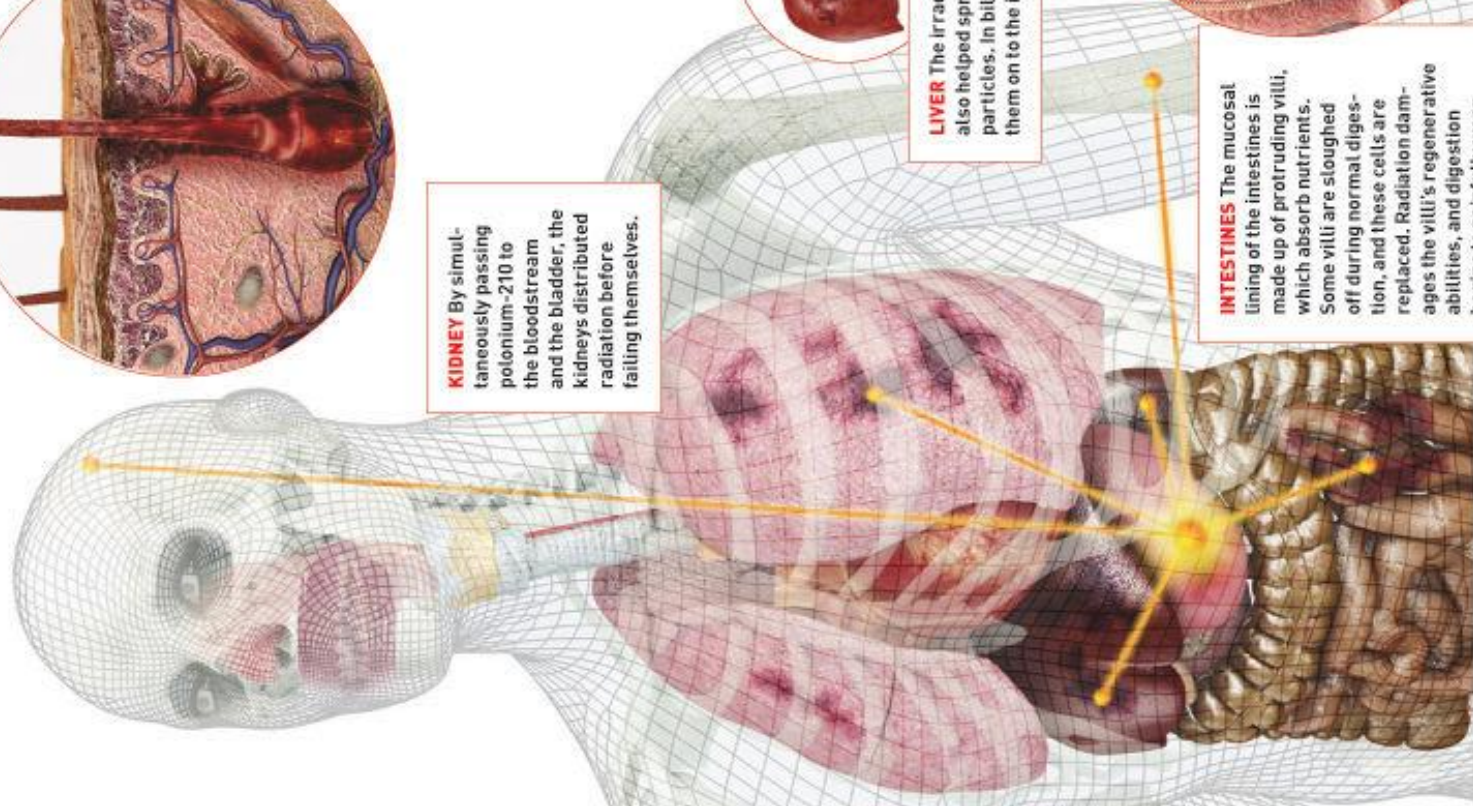 KIDNEY By simul-
taneously passing
polonium-210 to
the bloodstream
and the bladder, the
kidneys distributed
radiation before
failing themselves.
LIVER The
also helped
particles. In
them on to the
INTESTINES The mucosal
lining of the intestines is
made up of protruding villi,
which absorb nutrients.
Some villi are sloughed
off during normal diges-
tion, and these cells are
replaced. Radiation dam-
ages the villi's regenerative
abilities, and digestion